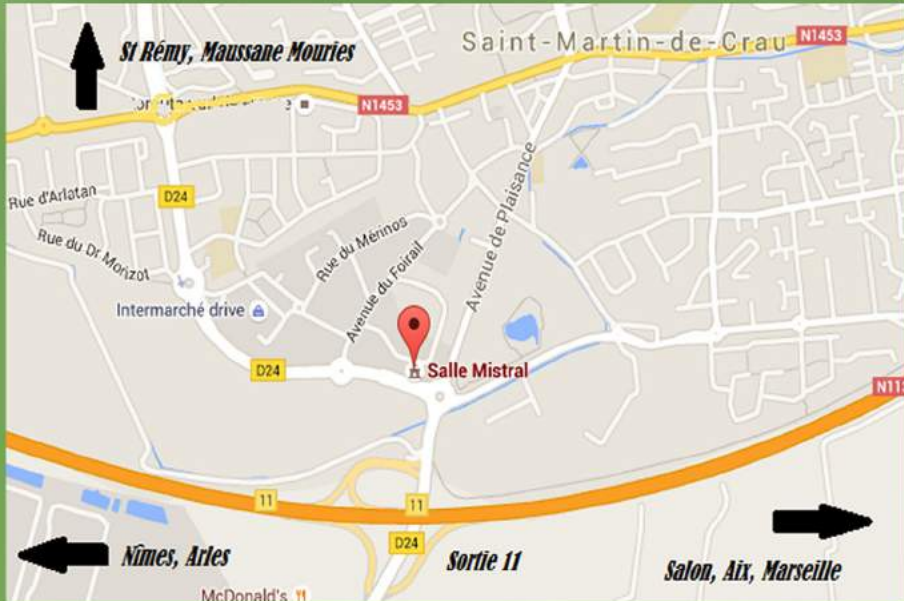 St Rémy, Maussane Mouries
Saint-Martin-de-Crau
N1453
N1453
D24
Rue d'Arlatan
Rue du Dr Morizot
Rue du Mérinos
Avenue du Foirail
Avenue de Plaisance
Intermarché drive
D24
Salle Mistral
11
11
D24
Nîmes, Arles
Sortie 11
Salon, Aix, Marseille
McDonald's